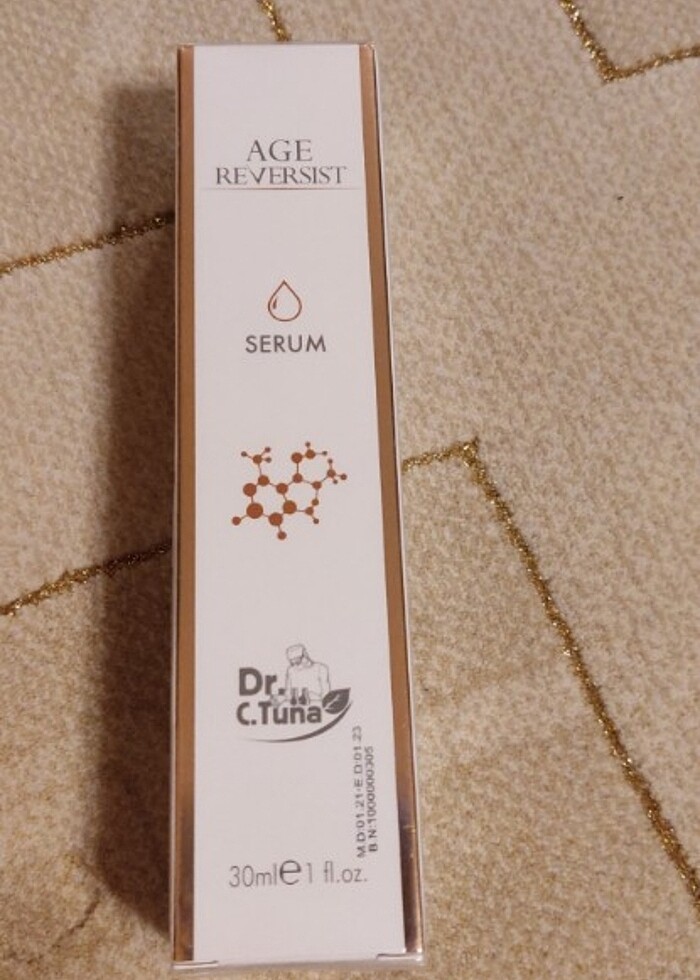 AGE
REVERSIST
SERUM
Dr.
C.Tuna
M.D:01.21-E.D:01.23
B.N:1000000305
30ml℮1 fl.oz.